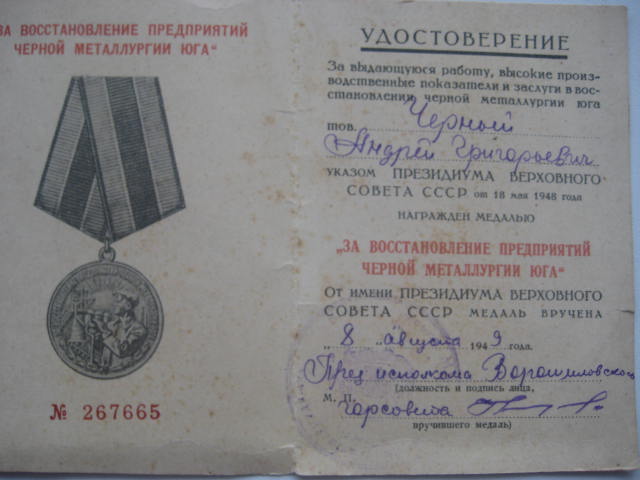 „ЗА ВОССТАНОВЛЕНИЕ ПРЕДПРИЯТИЙ
ЧЕРНОЙ МЕТАЛЛУРГИИ ЮГА“
№ 267665
УДОСТОВЕРЕНИЕ
За выдающуюся работу, высокие произ-
водственные показатели и заслуги в вос-
становлении черной металлургии юга
тов. Черный
Андрей Григорьевич
УКАЗОМ ПРЕЗИДИУМА ВЕРХОВНОГО
СОВЕТА СССР от 18 мая 1948 года
НАГРАЖДЕН МЕДАЛЬЮ
„ЗА ВОССТАНОВЛЕНИЕ ПРЕДПРИЯТИЙ
ЧЕРНОЙ МЕТАЛЛУРГИИ ЮГА“
ОТ ИМЕНИ ПРЕЗИДИУМА ВЕРХОВНОГО
СОВЕТА СССР МЕДАЛЬ ВРУЧЕНА
„8 „августа 1949 года.
Пред исполкома Ворошиловского
(должность и подпись лица,
М. П. Горсовета
вручившего медаль)